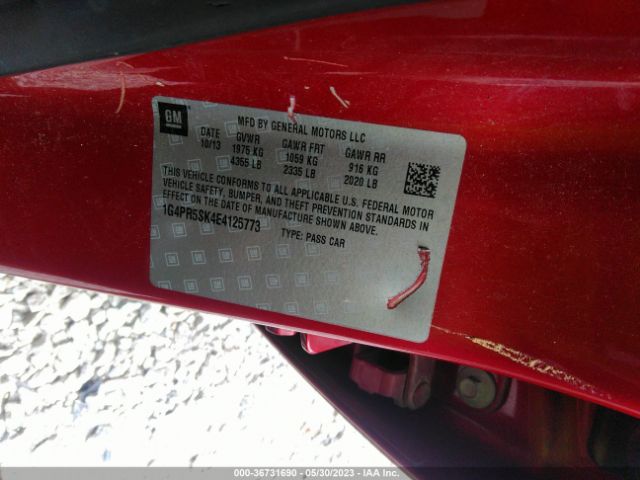 GM
MFD BY GENERAL MOTORS LLC
DATE GVWR GAWR FRT GAWR RR
10/13 1975 KG 1059 KG 916 KG
4355 LB 2335 LB 2020 LB
THIS VEHICLE CONFORMS TO ALL APPLICABLE U.S. FEDERAL MOTOR
VEHICLE SAFETY, BUMPER, AND THEFT PREVENTION STANDARDS IN
EFFECT ON THE DATE OF MANUFACTURE SHOWN ABOVE.
1G4PR5SK4E4125773
TYPE: PASS CAR
000-36731690 - 05/30/2023 - IAA Inc.